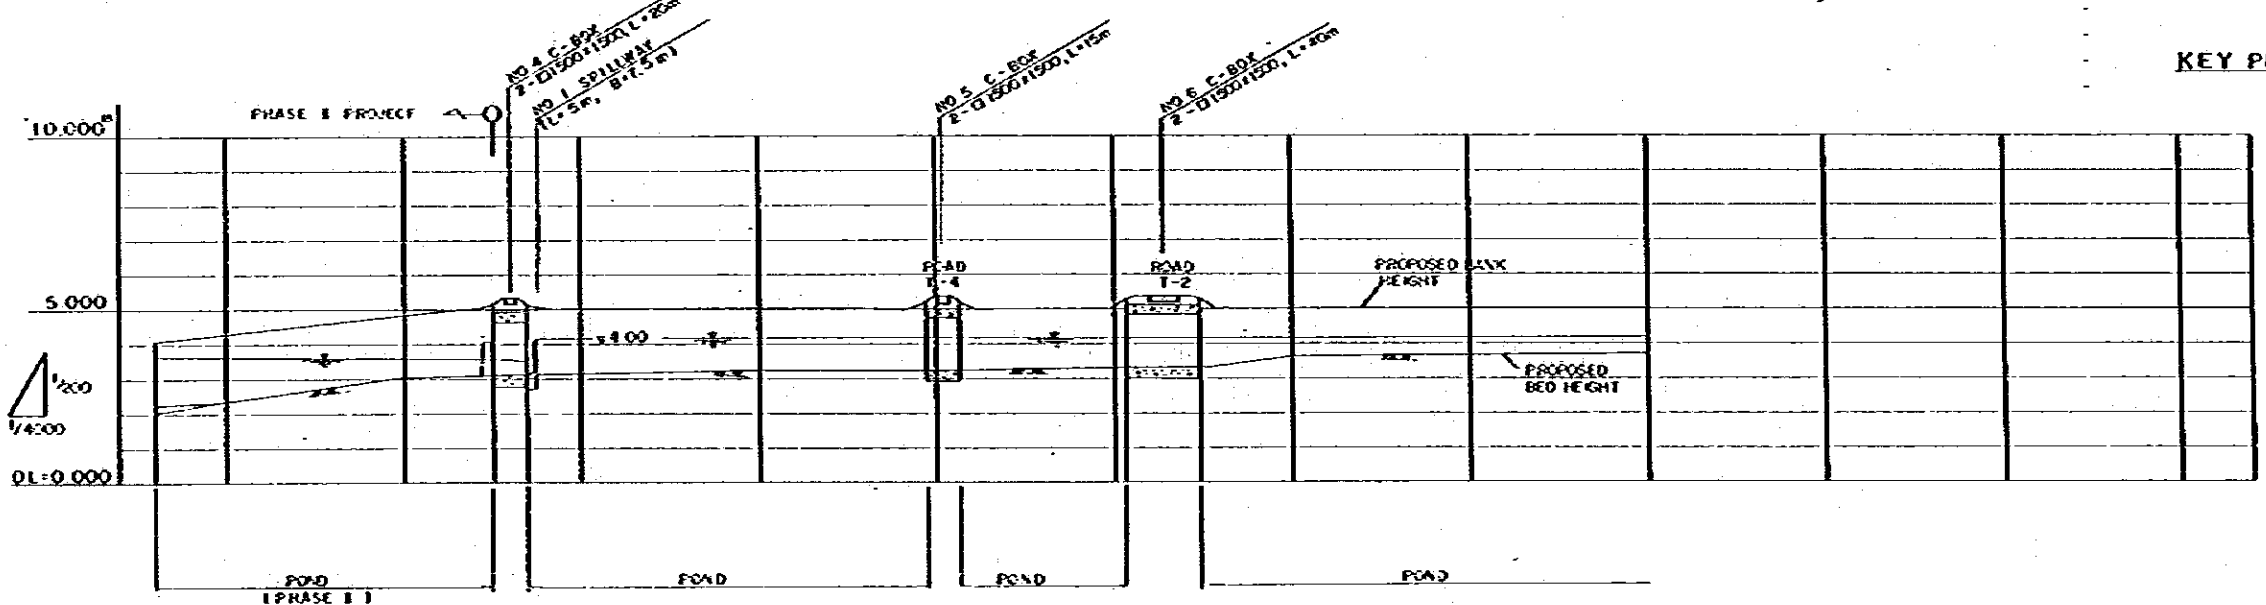 NO 4 C-BOX
2-□1500×1500, L=20m
NO 1 SPILLWAY
(L=5m, B=7.5m)
NO 5 C-BOX
2-□1500×1500, L=15m
NO 6 C-BOX
2-□1500×1500, L=40m
KEY
PHASE II PROJECT
10.000 m
ROAD
T-4
ROAD
T-2
PROPOSED BANK
HEIGHT
5.000
4.00
1/200
1/4000
PROPOSED
BED HEIGHT
DL=0.000
POND
(PHASE II)
POND
POND
POND